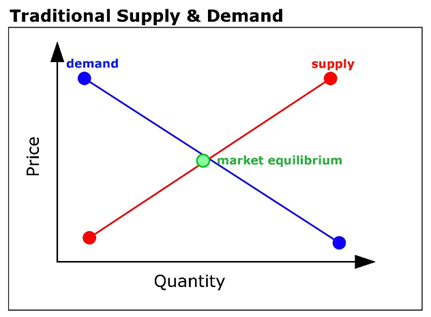 Traditional Supply & Demand
demand
supply
market equilibrium
Price
Quantity